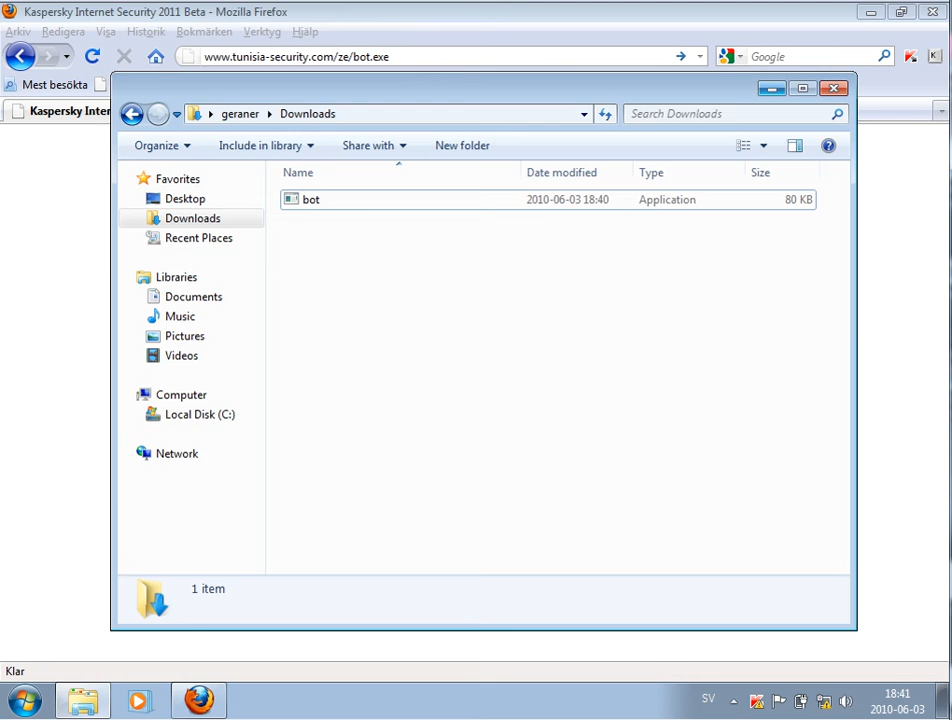 Kaspersky Internet Security 2011 Beta - Mozilla Firefox
Arkiv Redigera Visa Historik Bokmärken Verktyg Hjälp
www.tunisia-security.com/ze/bot.exe
Google
Mest besökta
Kaspersky Inter
geraner Downloads
Search Downloads
Organize Include in library Share with New folder
Name Date modified Type Size
bot 2010-06-03 18:40 Application 80 KB
Favorites
Desktop
Downloads
Recent Places
Libraries
Documents
Music
Pictures
Videos
Computer
Local Disk (C:)
Network
1 item
Klar
SV
18:41
2010-06-03